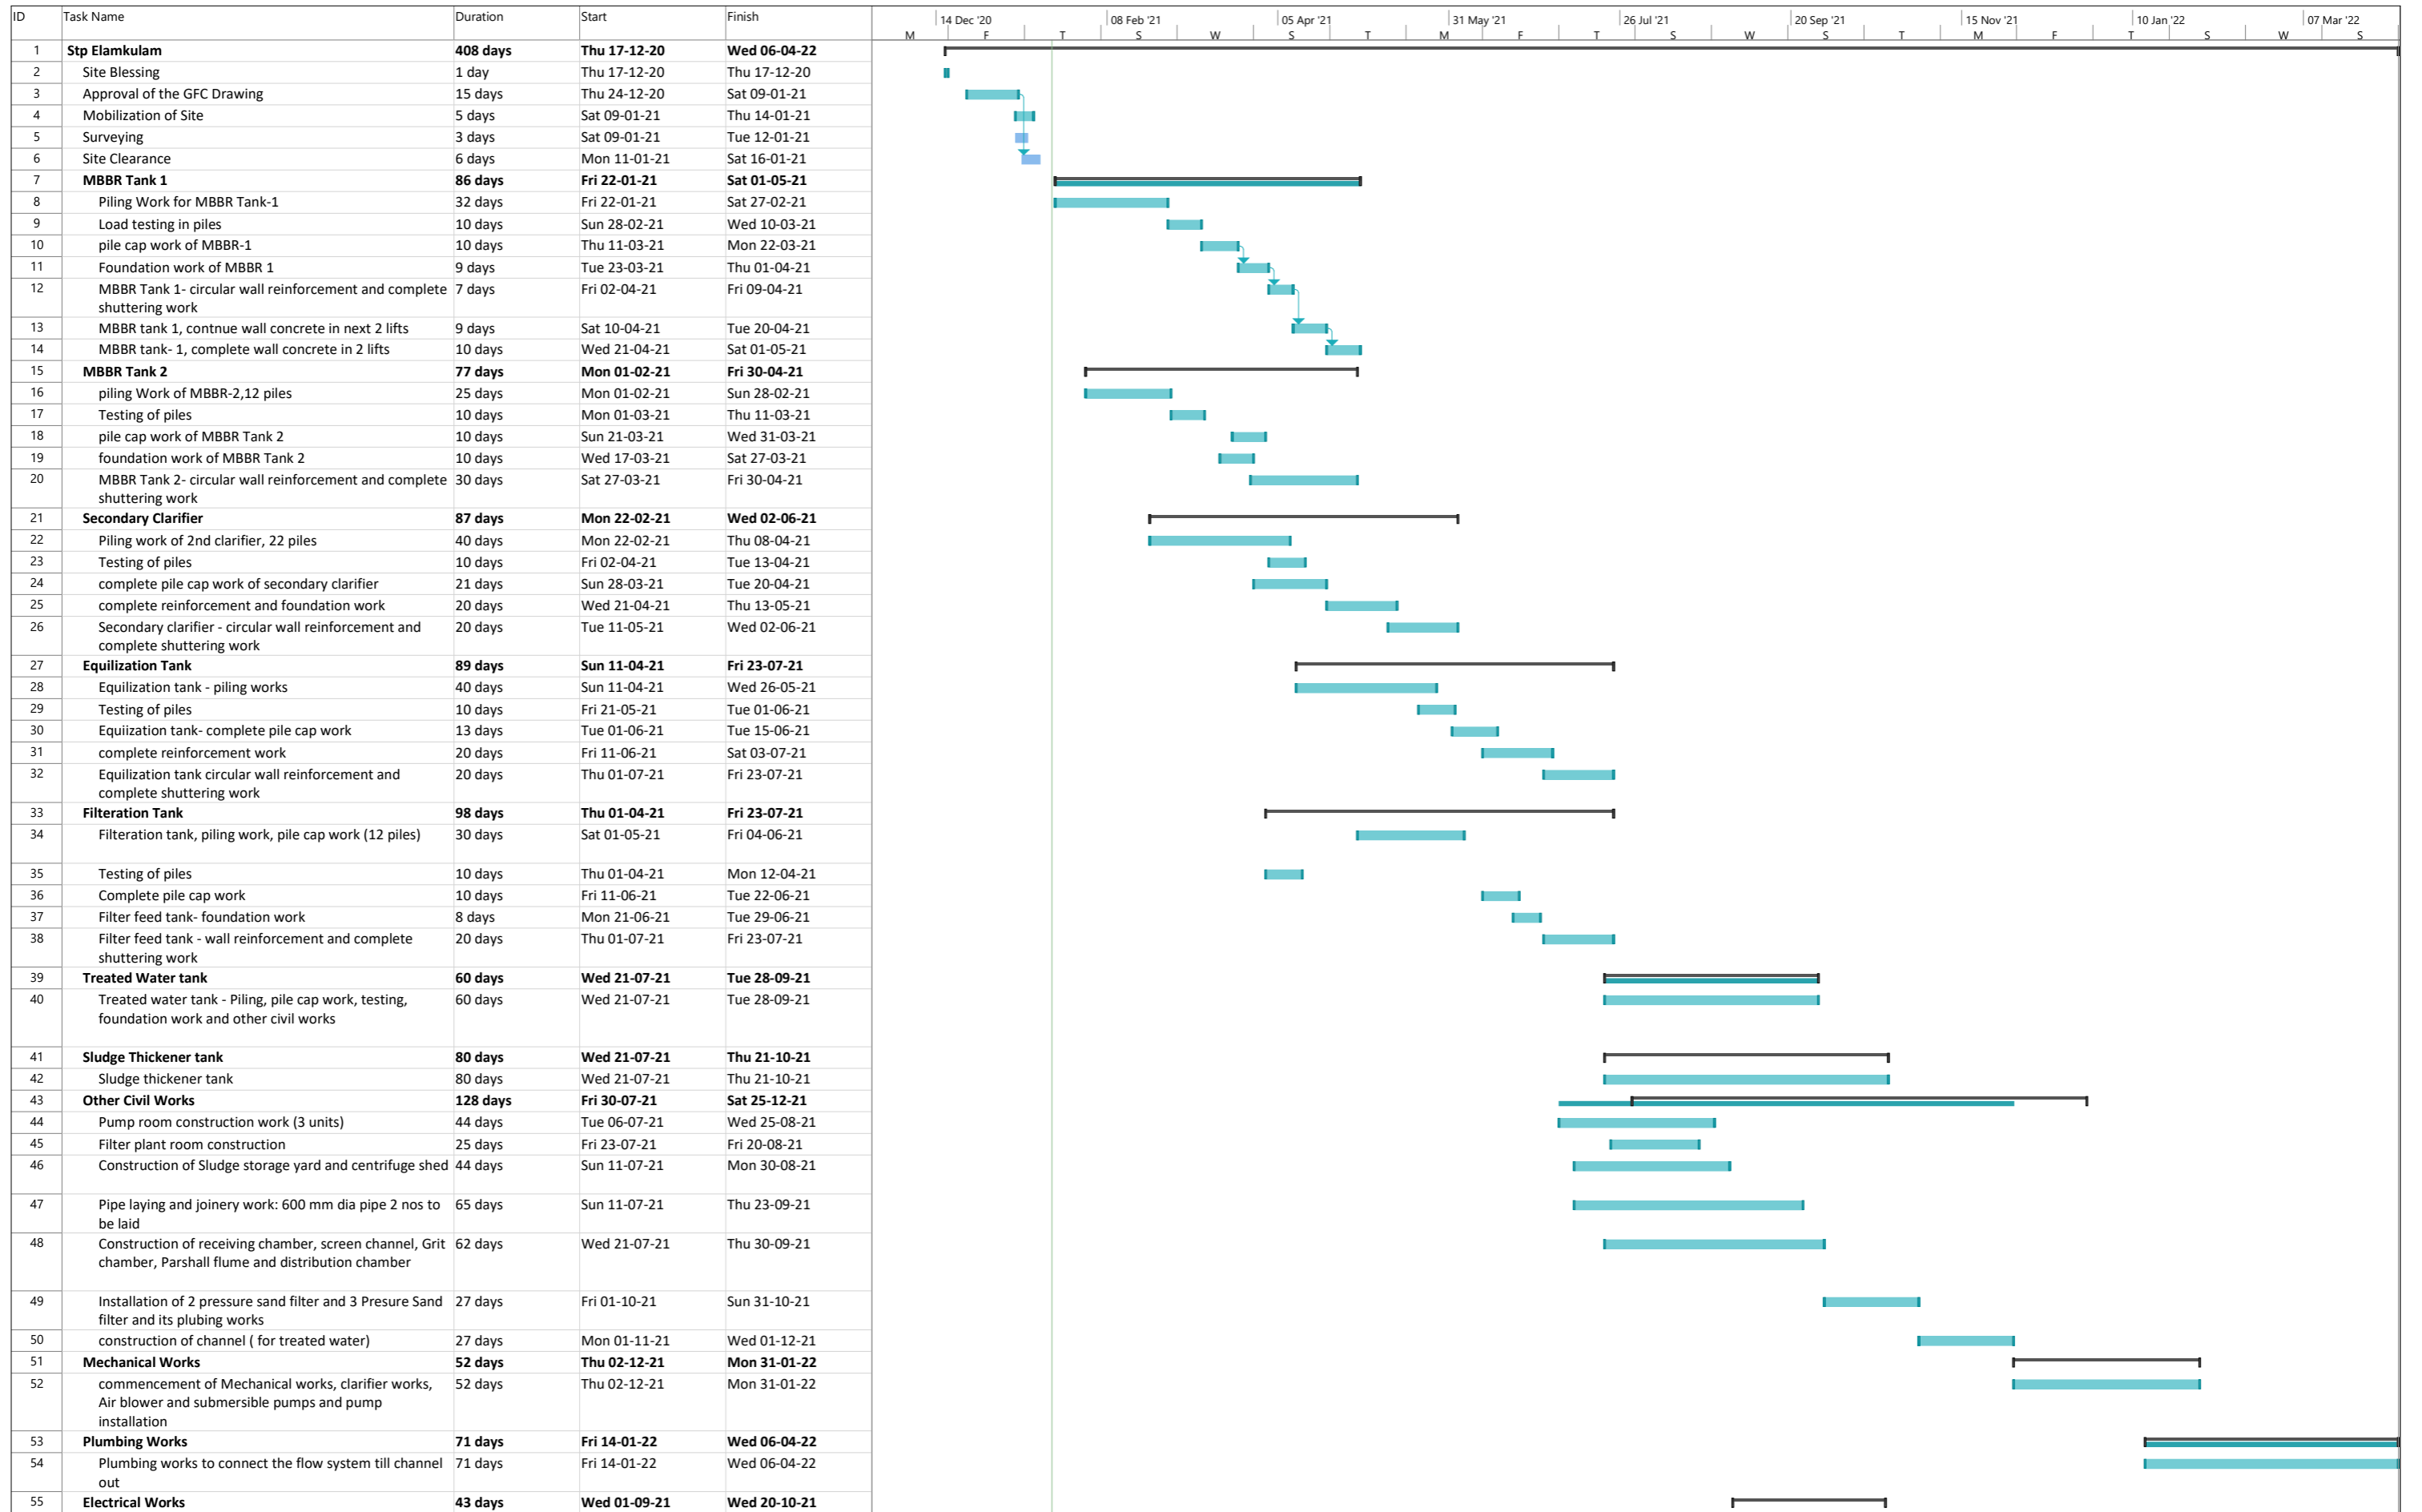 ID Task Name Duration Start Finish 14 Dec '20 08 Feb '21 05 Apr '21 31 May '21 26 Jul '21 20 Sep '21 15 Nov '21 10 Jan '22 07 Mar '22
M F T S W S T M F T S W S T M F T S W S
1 Stp Elamkulam 408 days Thu 17-12-20 Wed 06-04-22
2 Site Blessing 1 day Thu 17-12-20 Thu 17-12-20
3 Approval of the GFC Drawing 15 days Thu 24-12-20 Sat 09-01-21
4 Mobilization of Site 5 days Sat 09-01-21 Thu 14-01-21
5 Surveying 3 days Sat 09-01-21 Tue 12-01-21
6 Site Clearance 6 days Mon 11-01-21 Sat 16-01-21
7 MBBR Tank 1 86 days Fri 22-01-21 Sat 01-05-21
8 Piling Work for MBBR Tank-1 32 days Fri 22-01-21 Sat 27-02-21
9 Load testing in piles 10 days Sun 28-02-21 Wed 10-03-21
10 pile cap work of MBBR-1 10 days Thu 11-03-21 Mon 22-03-21
11 Foundation work of MBBR 1 9 days Tue 23-03-21 Thu 01-04-21
12 MBBR Tank 1- circular wall reinforcement and complete 7 days Fri 02-04-21 Fri 09-04-21
shuttering work
13 MBBR tank 1, contnue wall concrete in next 2 lifts 9 days Sat 10-04-21 Tue 20-04-21
14 MBBR tank- 1, complete wall concrete in 2 lifts 10 days Wed 21-04-21 Sat 01-05-21
15 MBBR Tank 2 77 days Mon 01-02-21 Fri 30-04-21
16 piling Work of MBBR-2,12 piles 25 days Mon 01-02-21 Sun 28-02-21
17 Testing of piles 10 days Mon 01-03-21 Thu 11-03-21
18 pile cap work of MBBR Tank 2 10 days Sun 21-03-21 Wed 31-03-21
19 foundation work of MBBR Tank 2 10 days Wed 17-03-21 Sat 27-03-21
20 MBBR Tank 2- circular wall reinforcement and complete 30 days Sat 27-03-21 Fri 30-04-21
shuttering work
21 Secondary Clarifier 87 days Mon 22-02-21 Wed 02-06-21
22 Piling work of 2nd clarifier, 22 piles 40 days Mon 22-02-21 Thu 08-04-21
23 Testing of piles 10 days Fri 02-04-21 Tue 13-04-21
24 complete pile cap work of secondary clarifier 21 days Sun 28-03-21 Tue 20-04-21
25 complete reinforcement and foundation work 20 days Wed 21-04-21 Thu 13-05-21
26 Secondary clarifier - circular wall reinforcement and 20 days Tue 11-05-21 Wed 02-06-21
complete shuttering work
27 Equilization Tank 89 days Sun 11-04-21 Fri 23-07-21
28 Equilization tank - piling works 40 days Sun 11-04-21 Wed 26-05-21
29 Testing of piles 10 days Fri 21-05-21 Tue 01-06-21
30 Equiization tank- complete pile cap work 13 days Tue 01-06-21 Tue 15-06-21
31 complete reinforcement work 20 days Fri 11-06-21 Sat 03-07-21
32 Equilization tank circular wall reinforcement and 20 days Thu 01-07-21 Fri 23-07-21
complete shuttering work
33 Filteration Tank 98 days Thu 01-04-21 Fri 23-07-21
34 Filteration tank, piling work, pile cap work (12 piles) 30 days Sat 01-05-21 Fri 04-06-21
35 Testing of piles 10 days Thu 01-04-21 Mon 12-04-21
36 Complete pile cap work 10 days Fri 11-06-21 Tue 22-06-21
37 Filter feed tank- foundation work 8 days Mon 21-06-21 Tue 29-06-21
38 Filter feed tank - wall reinforcement and complete 20 days Thu 01-07-21 Fri 23-07-21
shuttering work
39 Treated Water tank 60 days Wed 21-07-21 Tue 28-09-21
40 Treated water tank - Piling, pile cap work, testing, 60 days Wed 21-07-21 Tue 28-09-21
foundation work and other civil works
41 Sludge Thickener tank 80 days Wed 21-07-21 Thu 21-10-21
42 Sludge thickener tank 80 days Wed 21-07-21 Thu 21-10-21
43 Other Civil Works 128 days Fri 30-07-21 Sat 25-12-21
44 Pump room construction work (3 units) 44 days Tue 06-07-21 Wed 25-08-21
45 Filter plant room construction 25 days Fri 23-07-21 Fri 20-08-21
46 Construction of Sludge storage yard and centrifuge shed 44 days Sun 11-07-21 Mon 30-08-21
47 Pipe laying and joinery work: 600 mm dia pipe 2 nos to 65 days Sun 11-07-21 Thu 23-09-21
be laid
48 Construction of receiving chamber, screen channel, Grit 62 days Wed 21-07-21 Thu 30-09-21
chamber, Parshall flume and distribution chamber
49 Installation of 2 pressure sand filter and 3 Presure Sand 27 days Fri 01-10-21 Sun 31-10-21
filter and its plubing works
50 construction of channel ( for treated water) 27 days Mon 01-11-21 Wed 01-12-21
51 Mechanical Works 52 days Thu 02-12-21 Mon 31-01-22
52 commencement of Mechanical works, clarifier works, 52 days Thu 02-12-21 Mon 31-01-22
Air blower and submersible pumps and pump
installation
53 Plumbing Works 71 days Fri 14-01-22 Wed 06-04-22
54 Plumbing works to connect the flow system till channel 71 days Fri 14-01-22 Wed 06-04-22
out
55 Electrical Works 43 days Wed 01-09-21 Wed 20-10-21